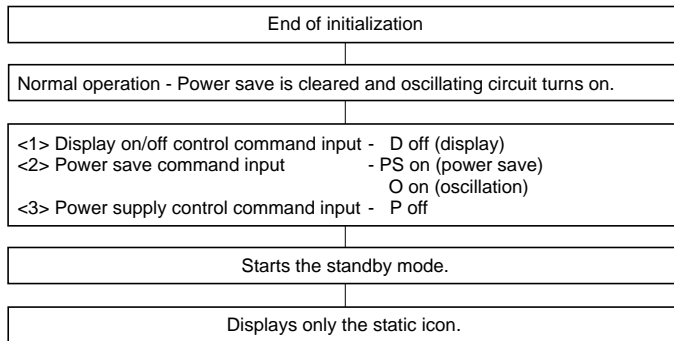 End of initialization
Normal operation - Power save is cleared and oscillating circuit turns on.
<1> Display on/off control command input - D off (display)
<2> Power save command input - PS on (power save)
O on (oscillation)
<3> Power supply control command input - P off
Starts the standby mode.
Displays only the static icon.